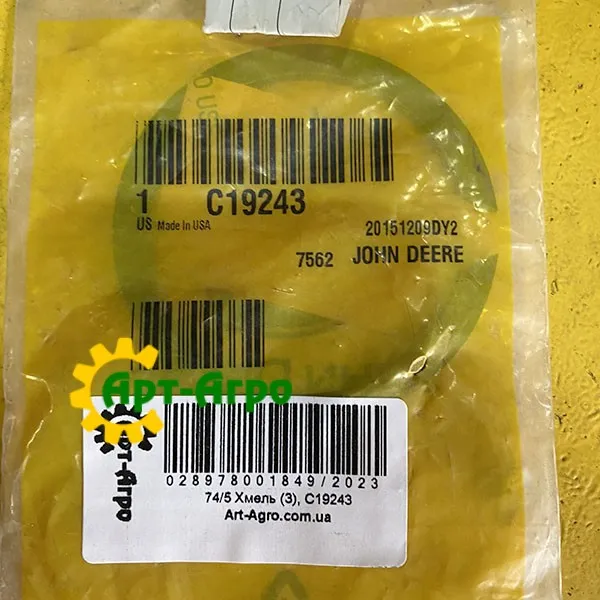 1 C19243
US Made in USA
20151209DY2
7562 JOHN DEERE
Арт-Агро
Арт-Агро
028978001849/2023
74/5 Хмель (3), C19243
Art-Agro.com.ua